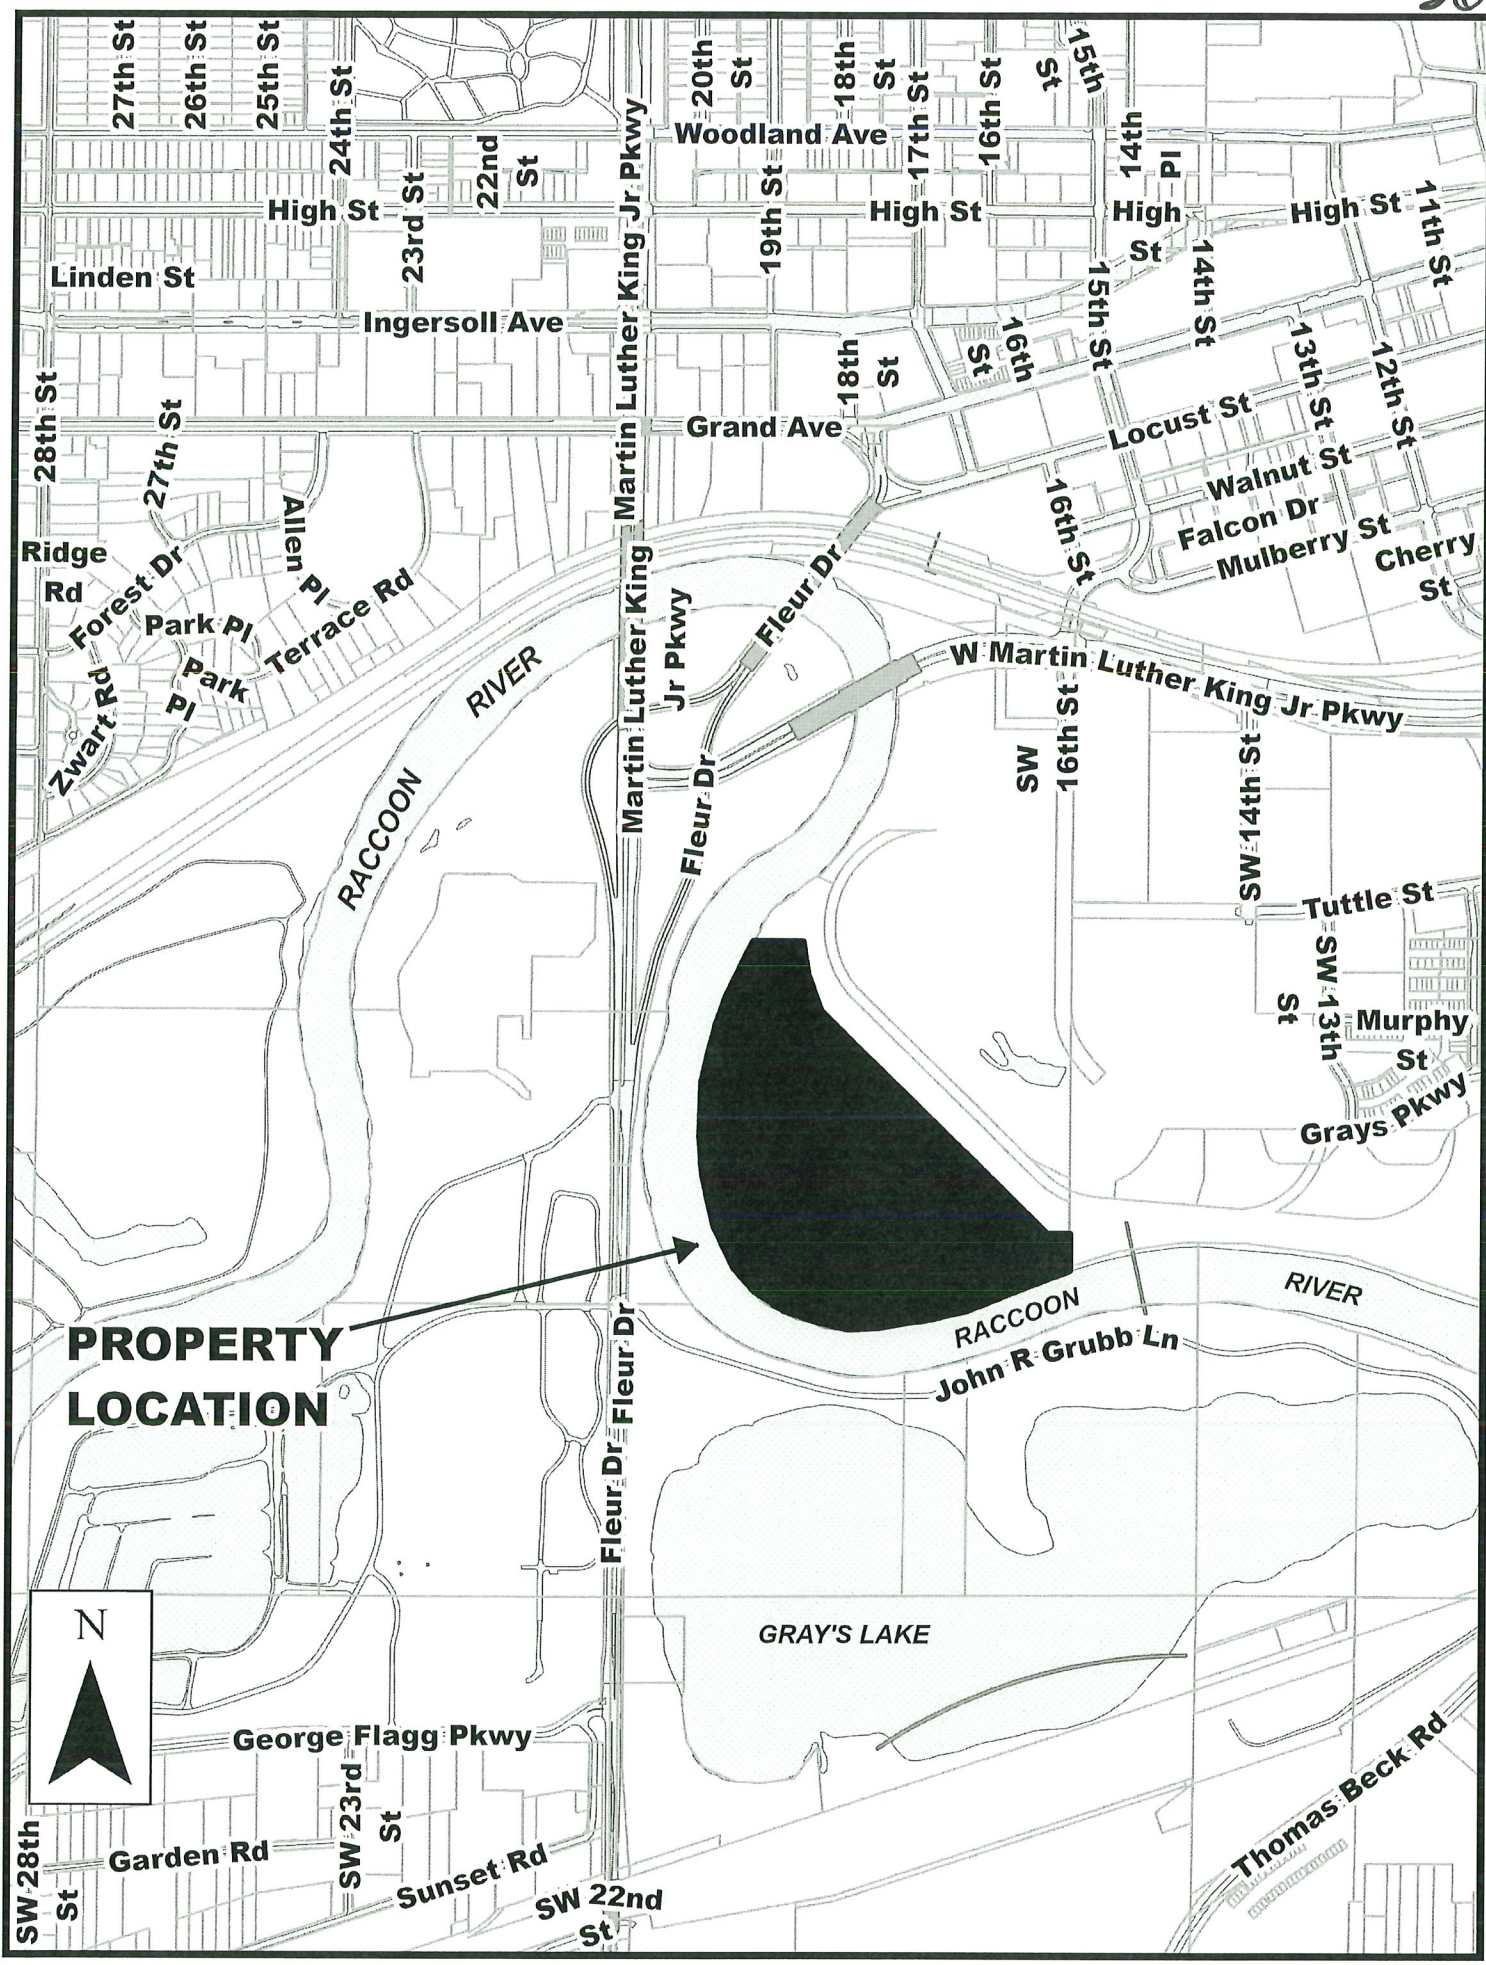 27th St
26th St
25th St
24th St
20th
St
18th
St
17th St
16th St
St
15th
14th
Pl
Woodland Ave
22nd
St
23rd St
High St
19th St
High St
High
St
High St
11th St
Linden St
Ingersoll Ave
Martin Luther King Jr Pkwy
18th
St
St
16th
15th St
14th St
13th St
12th St
28th St
27th St
Grand Ave
Locust St
Walnut St
Falcon Dr
Mulberry St
Cherry
St
Allen Pl
Ridge
Rd
Forest Dr
Park Pl
Park
Pl
Terrace Rd
Zwart Rd
Martin Luther King
Jr Pkwy
Fleur Dr
16th St
W Martin Luther King Jr Pkwy
RACCOON
RIVER
Fleur Dr
SW
16th St
SW 14th St
Tuttle St
SW 13th
St
Murphy
St
Grays Pkwy
PROPERTY
LOCATION
Fleur Dr
Fleur Dr
RACCOON
RIVER
John R Grubb Ln
GRAY'S LAKE
N
George Flagg Pkwy
SW 23rd
St
SW 28th
St
Garden Rd
Sunset Rd
SW 22nd
St
Thomas Beck Rd